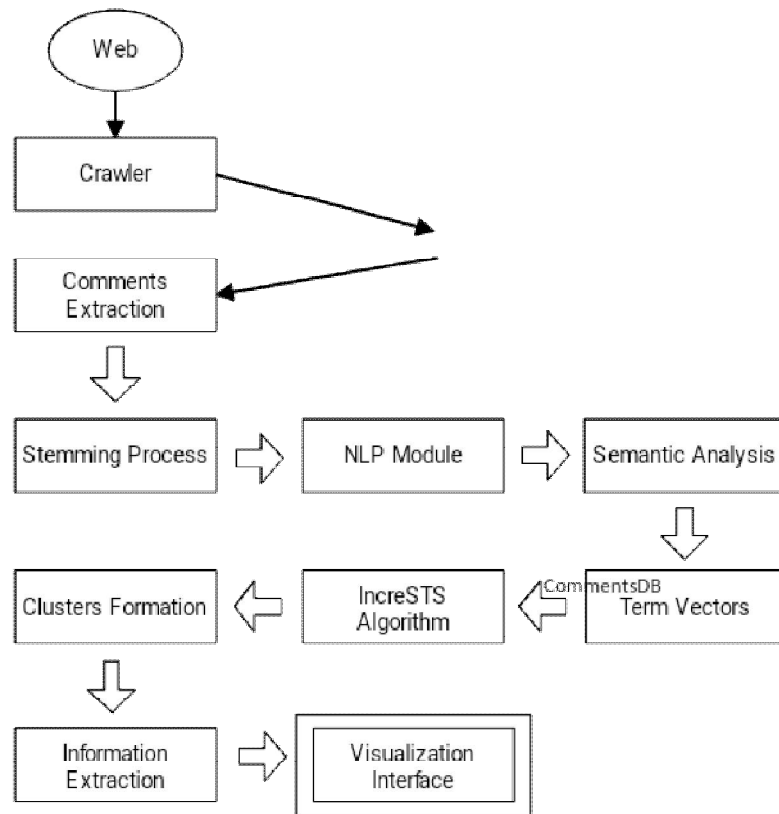 Web
Crawler
Comments
Extraction
Stemming Process
NLP Module
Semantic Analysis
Clusters Formation
IncreSTS
Algorithm
CommentsDB
Term Vectors
Information
Extraction
Visualization
Interface